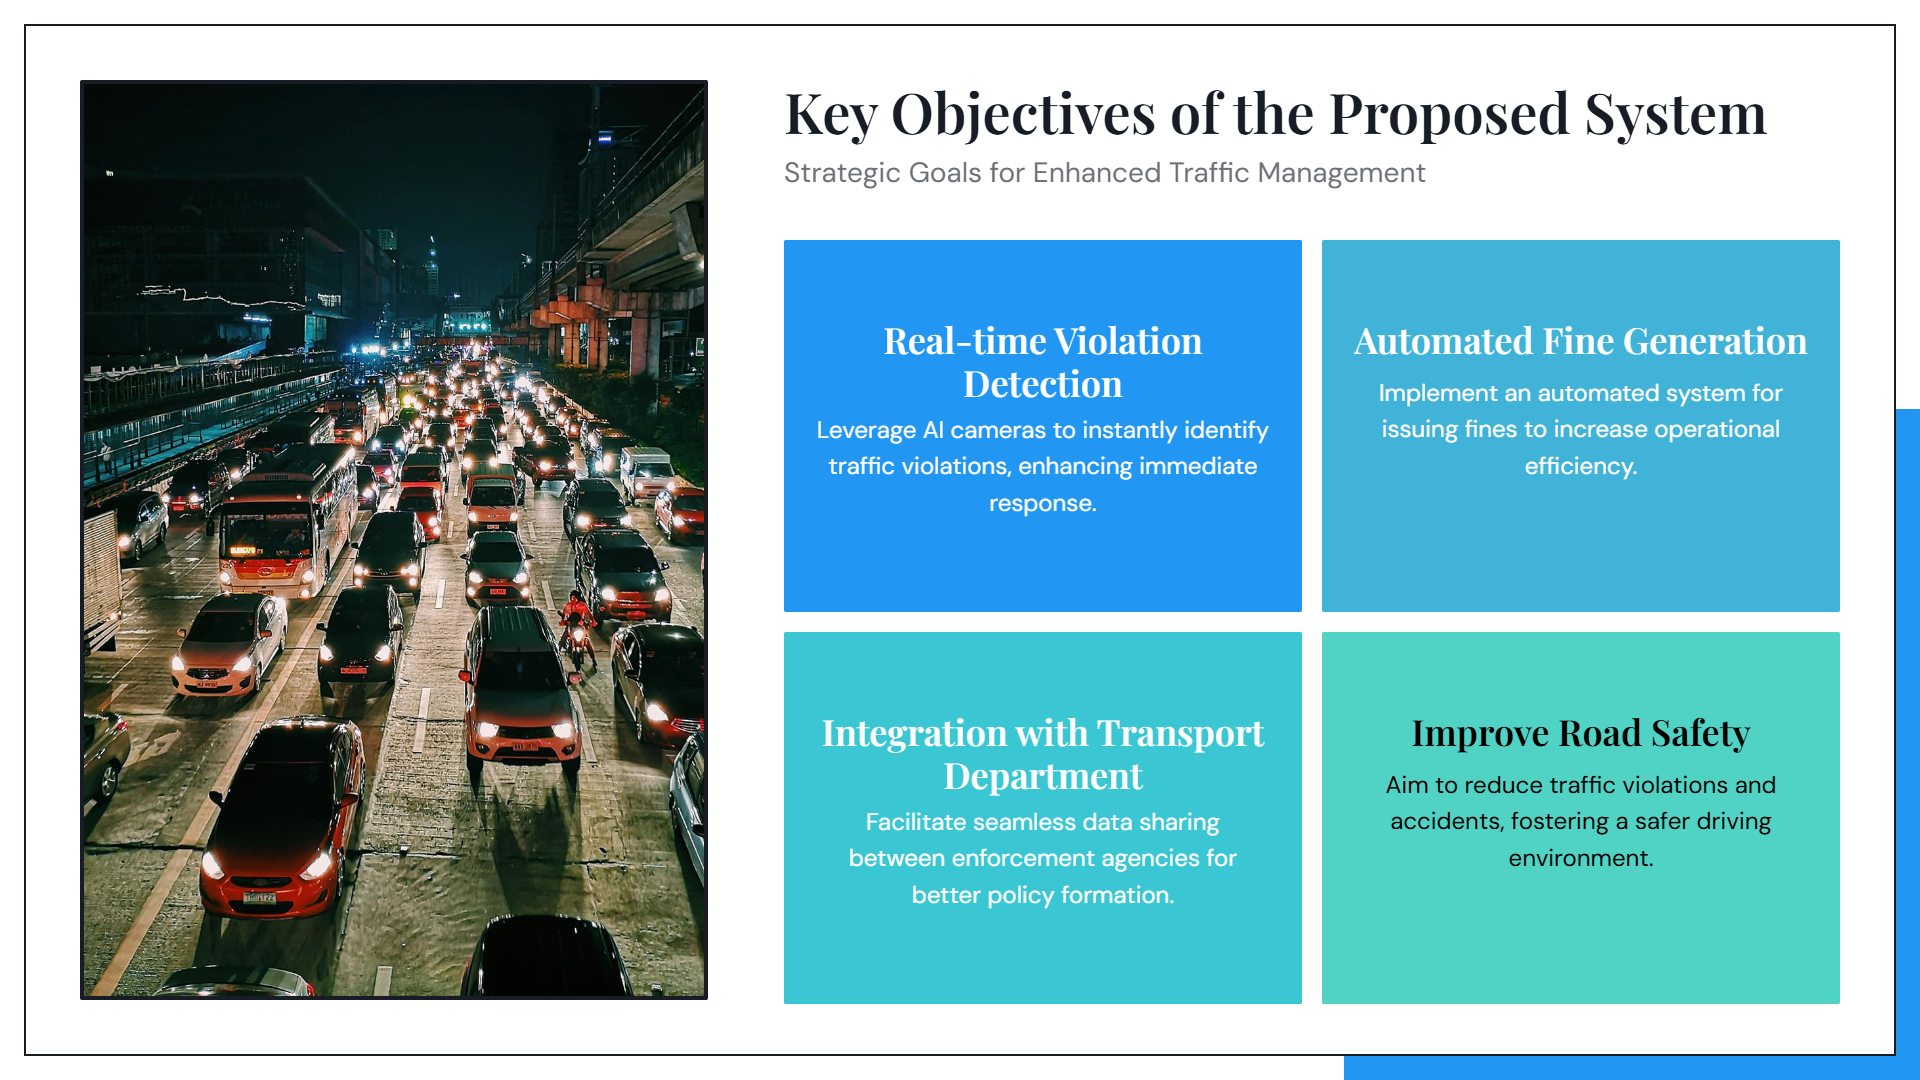 Key Objectives of the Proposed System
Strategic Goals for Enhanced Traffic Management
Real-time Violation
Detection
Leverage AI cameras to instantly identify
traffic violations, enhancing immediate
response.
Automated Fine Generation
Implement an automated system for
issuing fines to increase operational
efficiency.
Integration with Transport
Department
Facilitate seamless data sharing
between enforcement agencies for
better policy formation.
Improve Road Safety
Aim to reduce traffic violations and
accidents, fostering a safer driving
environment.